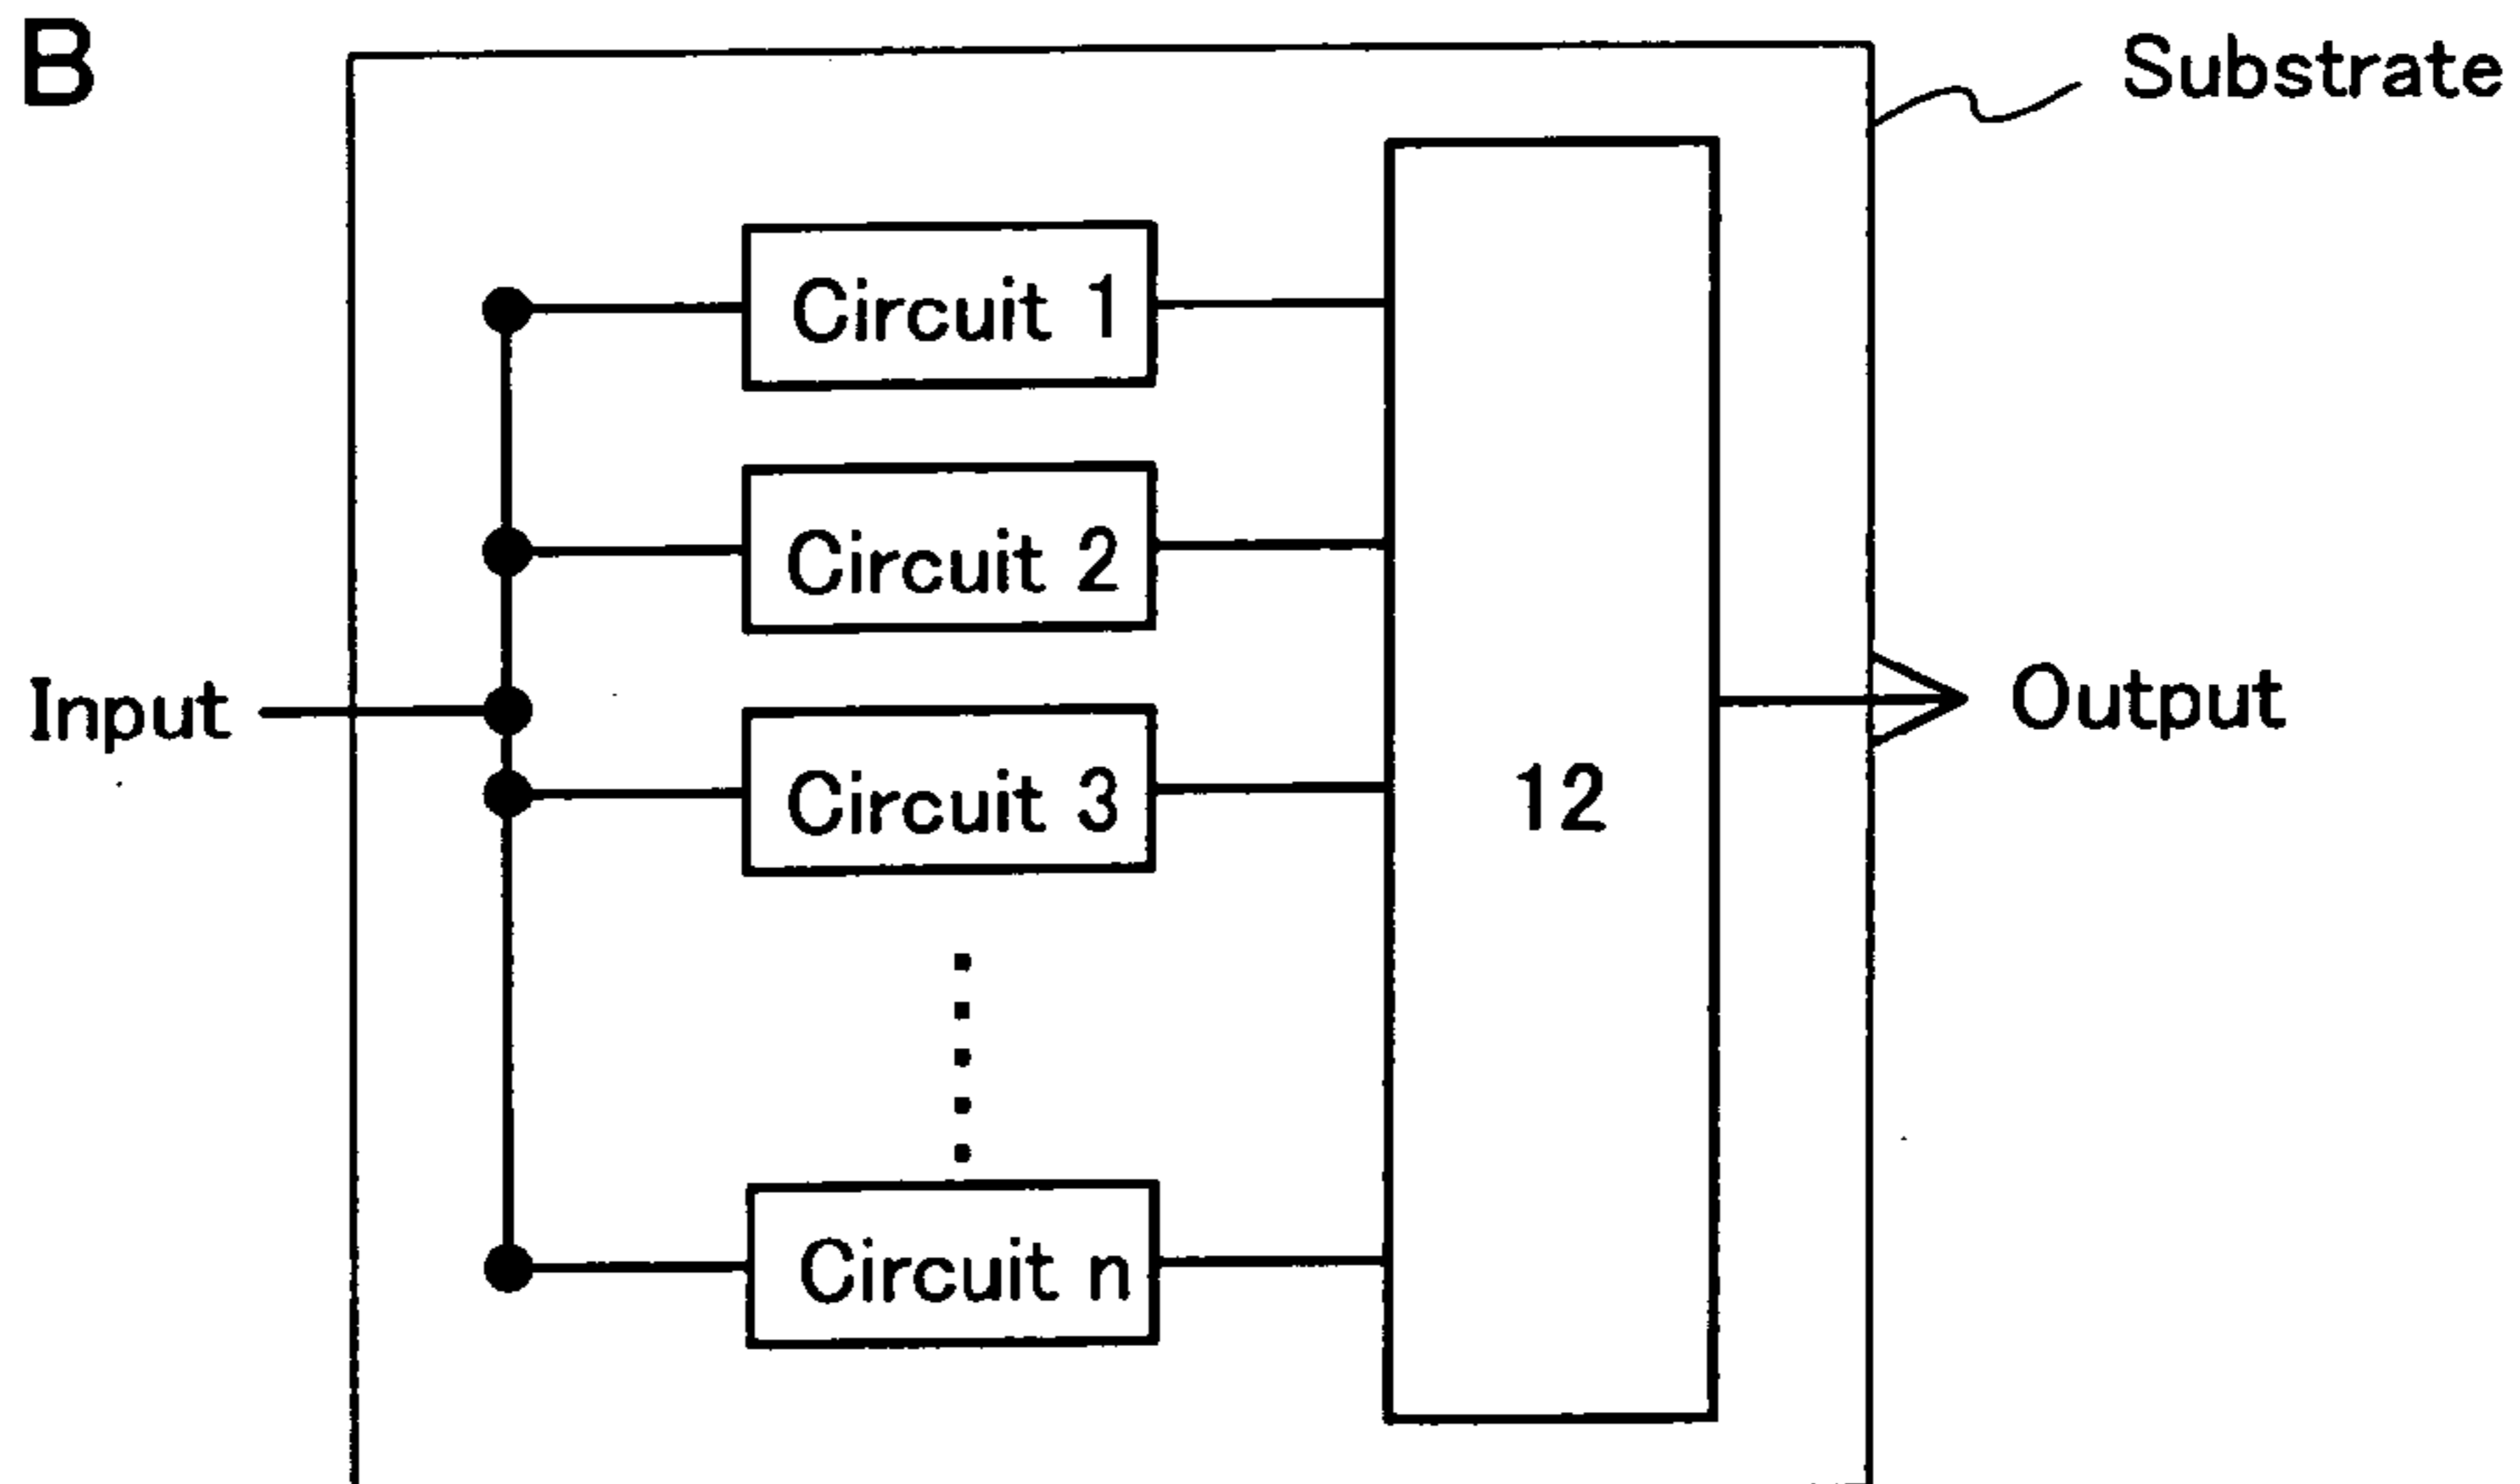 B
Substrate
Circuit 1
Circuit 2
Input
Output
Circuit 3
12
Circuit n